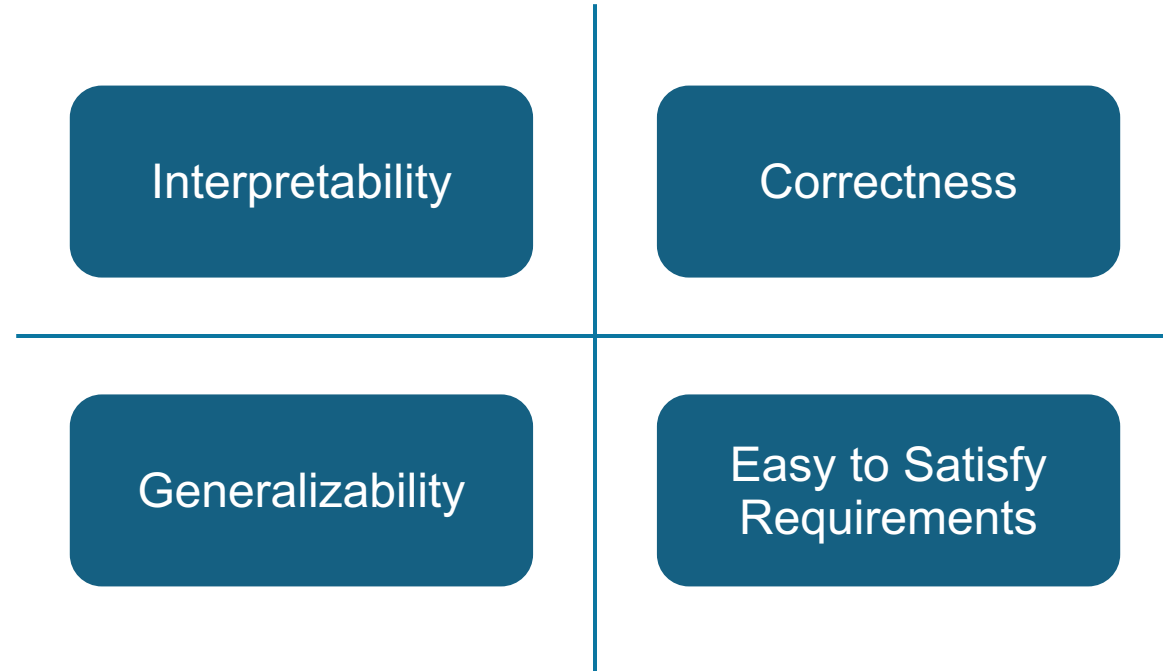 Interpretability
Correctness
Generalizability
Easy to Satisfy
Requirements